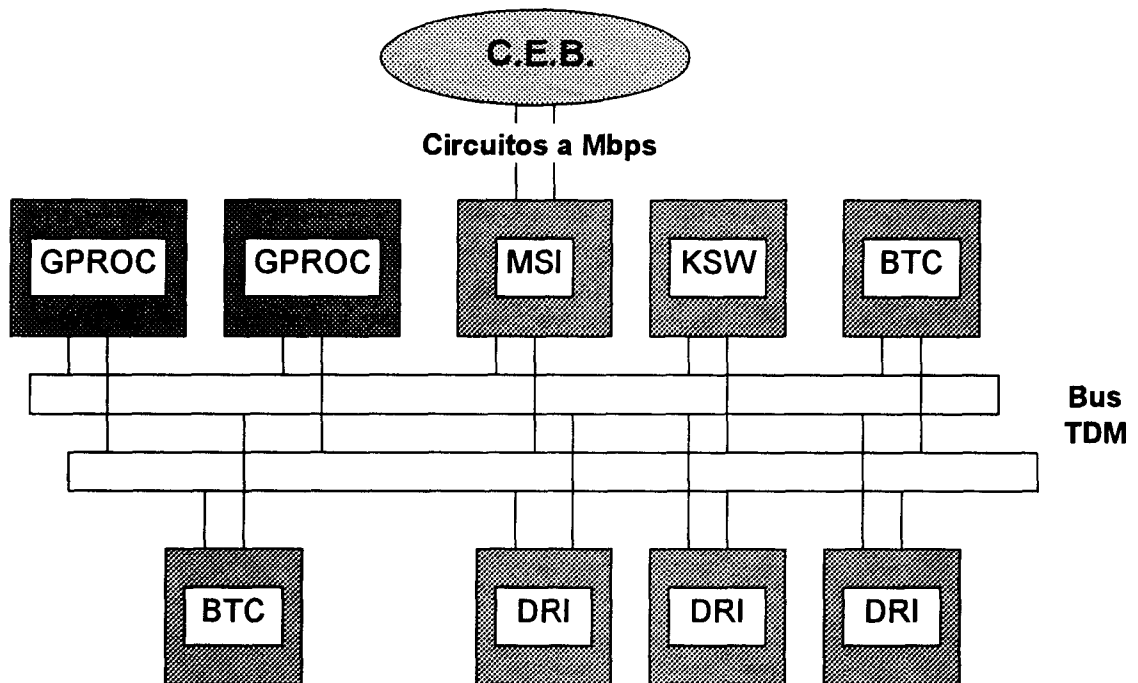 C.E.B.
Circuitos a Mbps
GPROC
GPROC
MSI
KSW
BTC
Bus
TDM
BTC
DRI
DRI
DRI